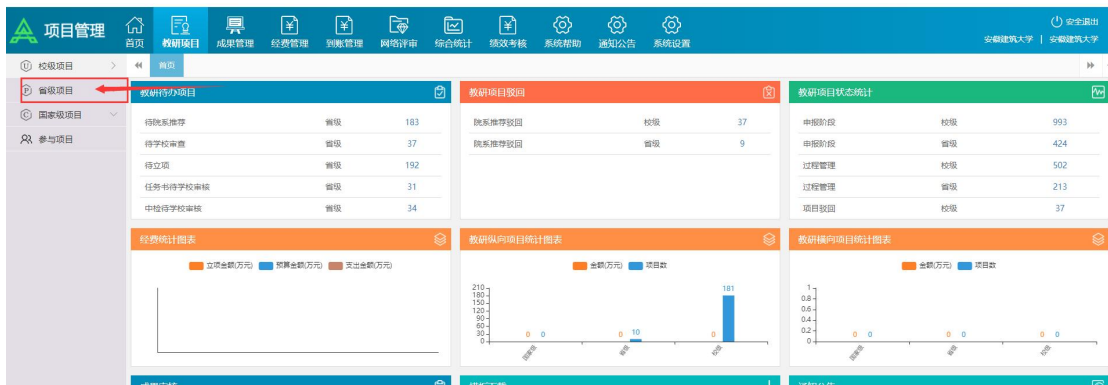 项目管理
首页 教研项目 成果管理 经费管理 到账管理 网络评审 综合统计 绩效考核 系统帮助 通知公告 系统设置
安全退出
安徽建筑大学 | 安徽建筑大学
校级项目
省级项目
国家级项目
参与项目
首页
教研待办项目
待院系推荐 省级 183
待学校审查 省级 37
待立项 省级 192
任务书待学校审核 省级 31
中检待学校审核 省级 34
教研项目驳回
院系推荐驳回 校级 37
院系推荐驳回 省级 9
教研项目状态统计
申报阶段 校级 993
申报阶段 省级 424
过程管理 校级 502
过程管理 省级 213
项目驳回 校级 37
经费统计图表
立项金额(万元) 预算金额(万元) 支出金额(万元)
教研纵向项目统计图表
金额(万元) 项目数
210
180
150
120
90
60
30
0
0 0
0 10
0 181
国家级 省级 校级
教研横向项目统计图表
金额(万元) 项目数
1
0.8
0.6
0.4
0.2
0
0 0
0 0
0 0
国家级 省级 校级